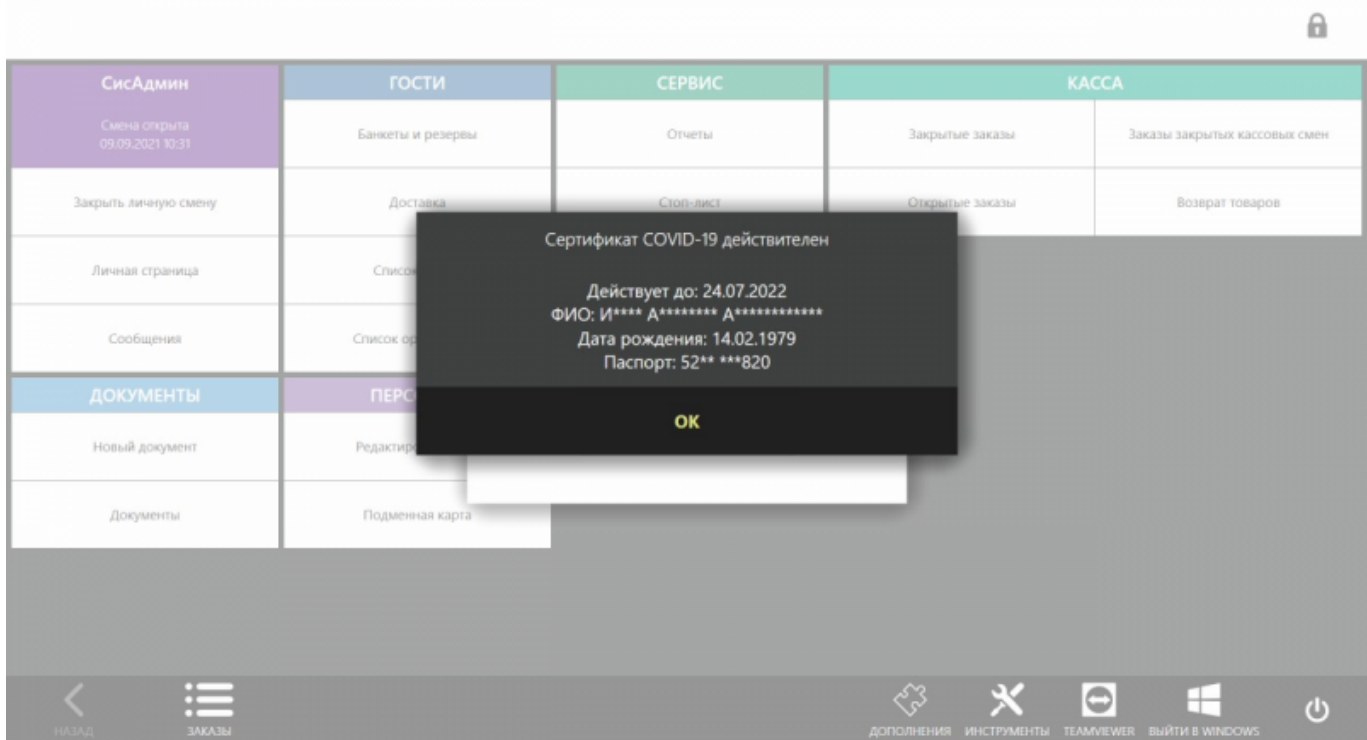 СисАдмин
Смена открыта
09.09.2021 10:31
Закрыть личную смену
Личная страница
Сообщения
ГОСТИ
Банкеты и резервы
Доставка
Список
СЕРВИС
Отчеты
Стоп-лист
КАССА
Закрытые заказы
Заказы закрытых кассовых смен
Открытые заказы
Возврат товаров
Сертификат COVID-19 действителен
Действует до: 24.07.2022
ФИО: И**** А******** А************
Дата рождения: 14.02.1979
Паспорт: 52** ***820
OK
ДОКУМЕНТЫ
Новый документ
Документы
Подменная карта
НАЗАД
ЗАКАЗЫ
ДОПОЛНЕНИЯ
ИНСТРУМЕНТЫ
TEAMVIEWER
ВЫЙТИ В WINDOWS